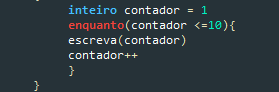 inteiro contador = 1
enquanto(contador <=10){
escreva(contador)
contador++
}
}